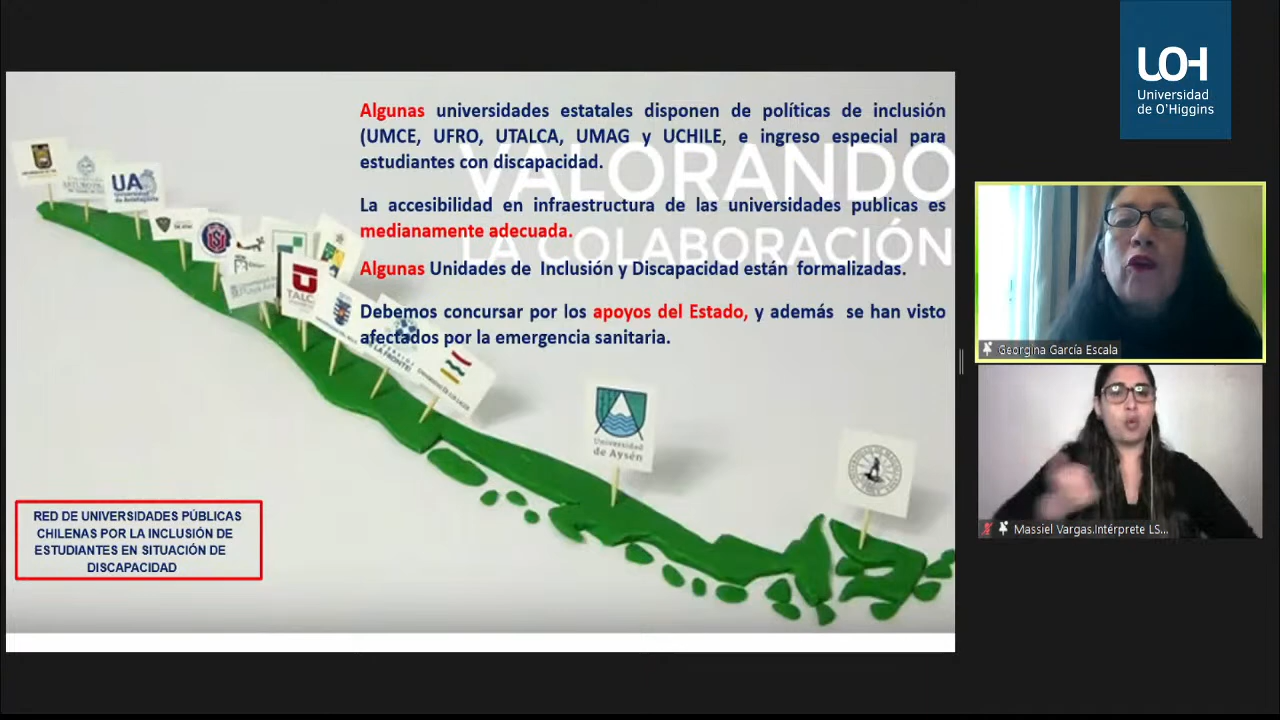 UOH
Universidad
de O'Higgins
Algunas universidades estatales disponen de políticas de inclusión
(UMCE, UFRO, UTALCA, UMAG y UCHILE, e ingreso especial para
estudiantes con discapacidad.
VALORANDO
La accesibilidad en infraestructura de las universidades publicas es
medianamente adecuada.
LA COLABORACIÓN
Algunas Unidades de Inclusión y Discapacidad están formalizadas.
Debemos concursar por los apoyos del Estado, y además se han visto
afectados por la emergencia sanitaria.
UA
Universidad
de Antofagasta
TALCA
Universidad
de Aysén
RED DE UNIVERSIDADES PÚBLICAS
CHILENAS POR LA INCLUSIÓN DE
ESTUDIANTES EN SITUACIÓN DE
DISCAPACIDAD
Georgina García Escala
Massiel Vargas.Intérprete LS...